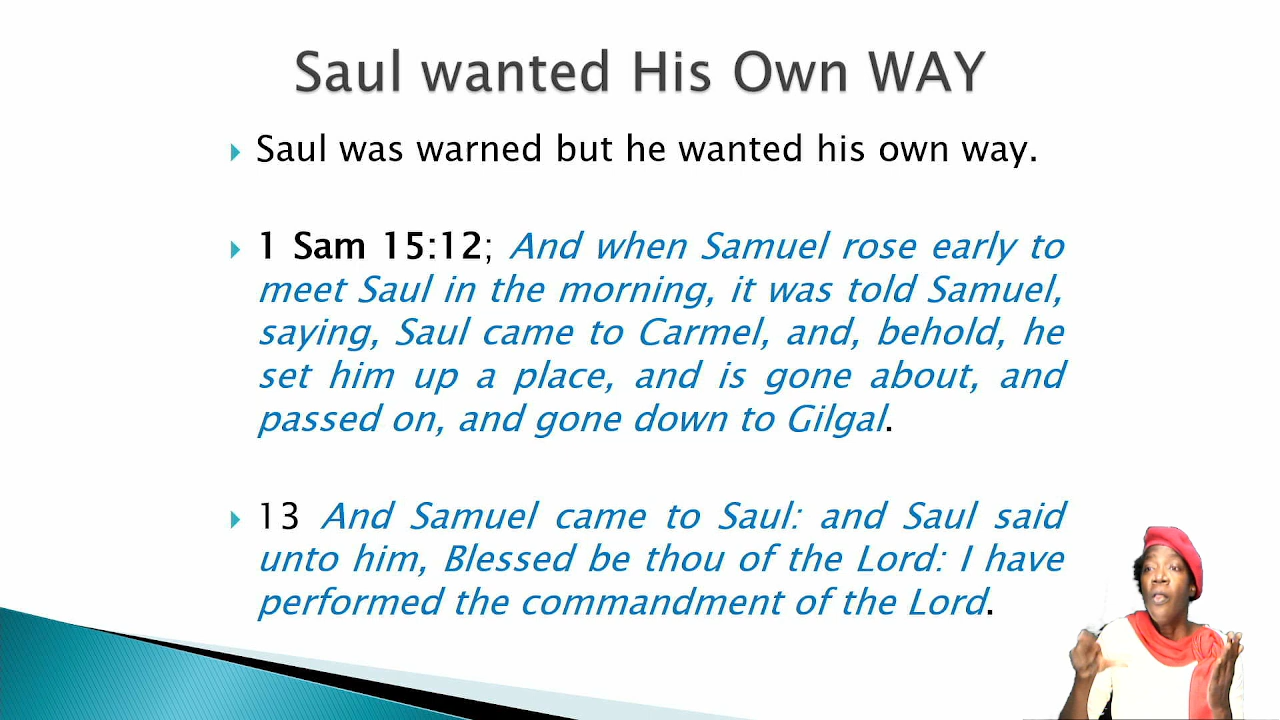 Saul wanted His Own WAY
Saul was warned but he wanted his own way.
1 Sam 15:12; And when Samuel rose early to
meet Saul in the morning, it was told Samuel,
saying, Saul came to Carmel, and, behold, he
set him up a place, and is gone about, and
passed on, and gone down to Gilgal.
13 And Samuel came to Saul: and Saul said
unto him, Blessed be thou of the Lord: I have
performed the commandment of the Lord.